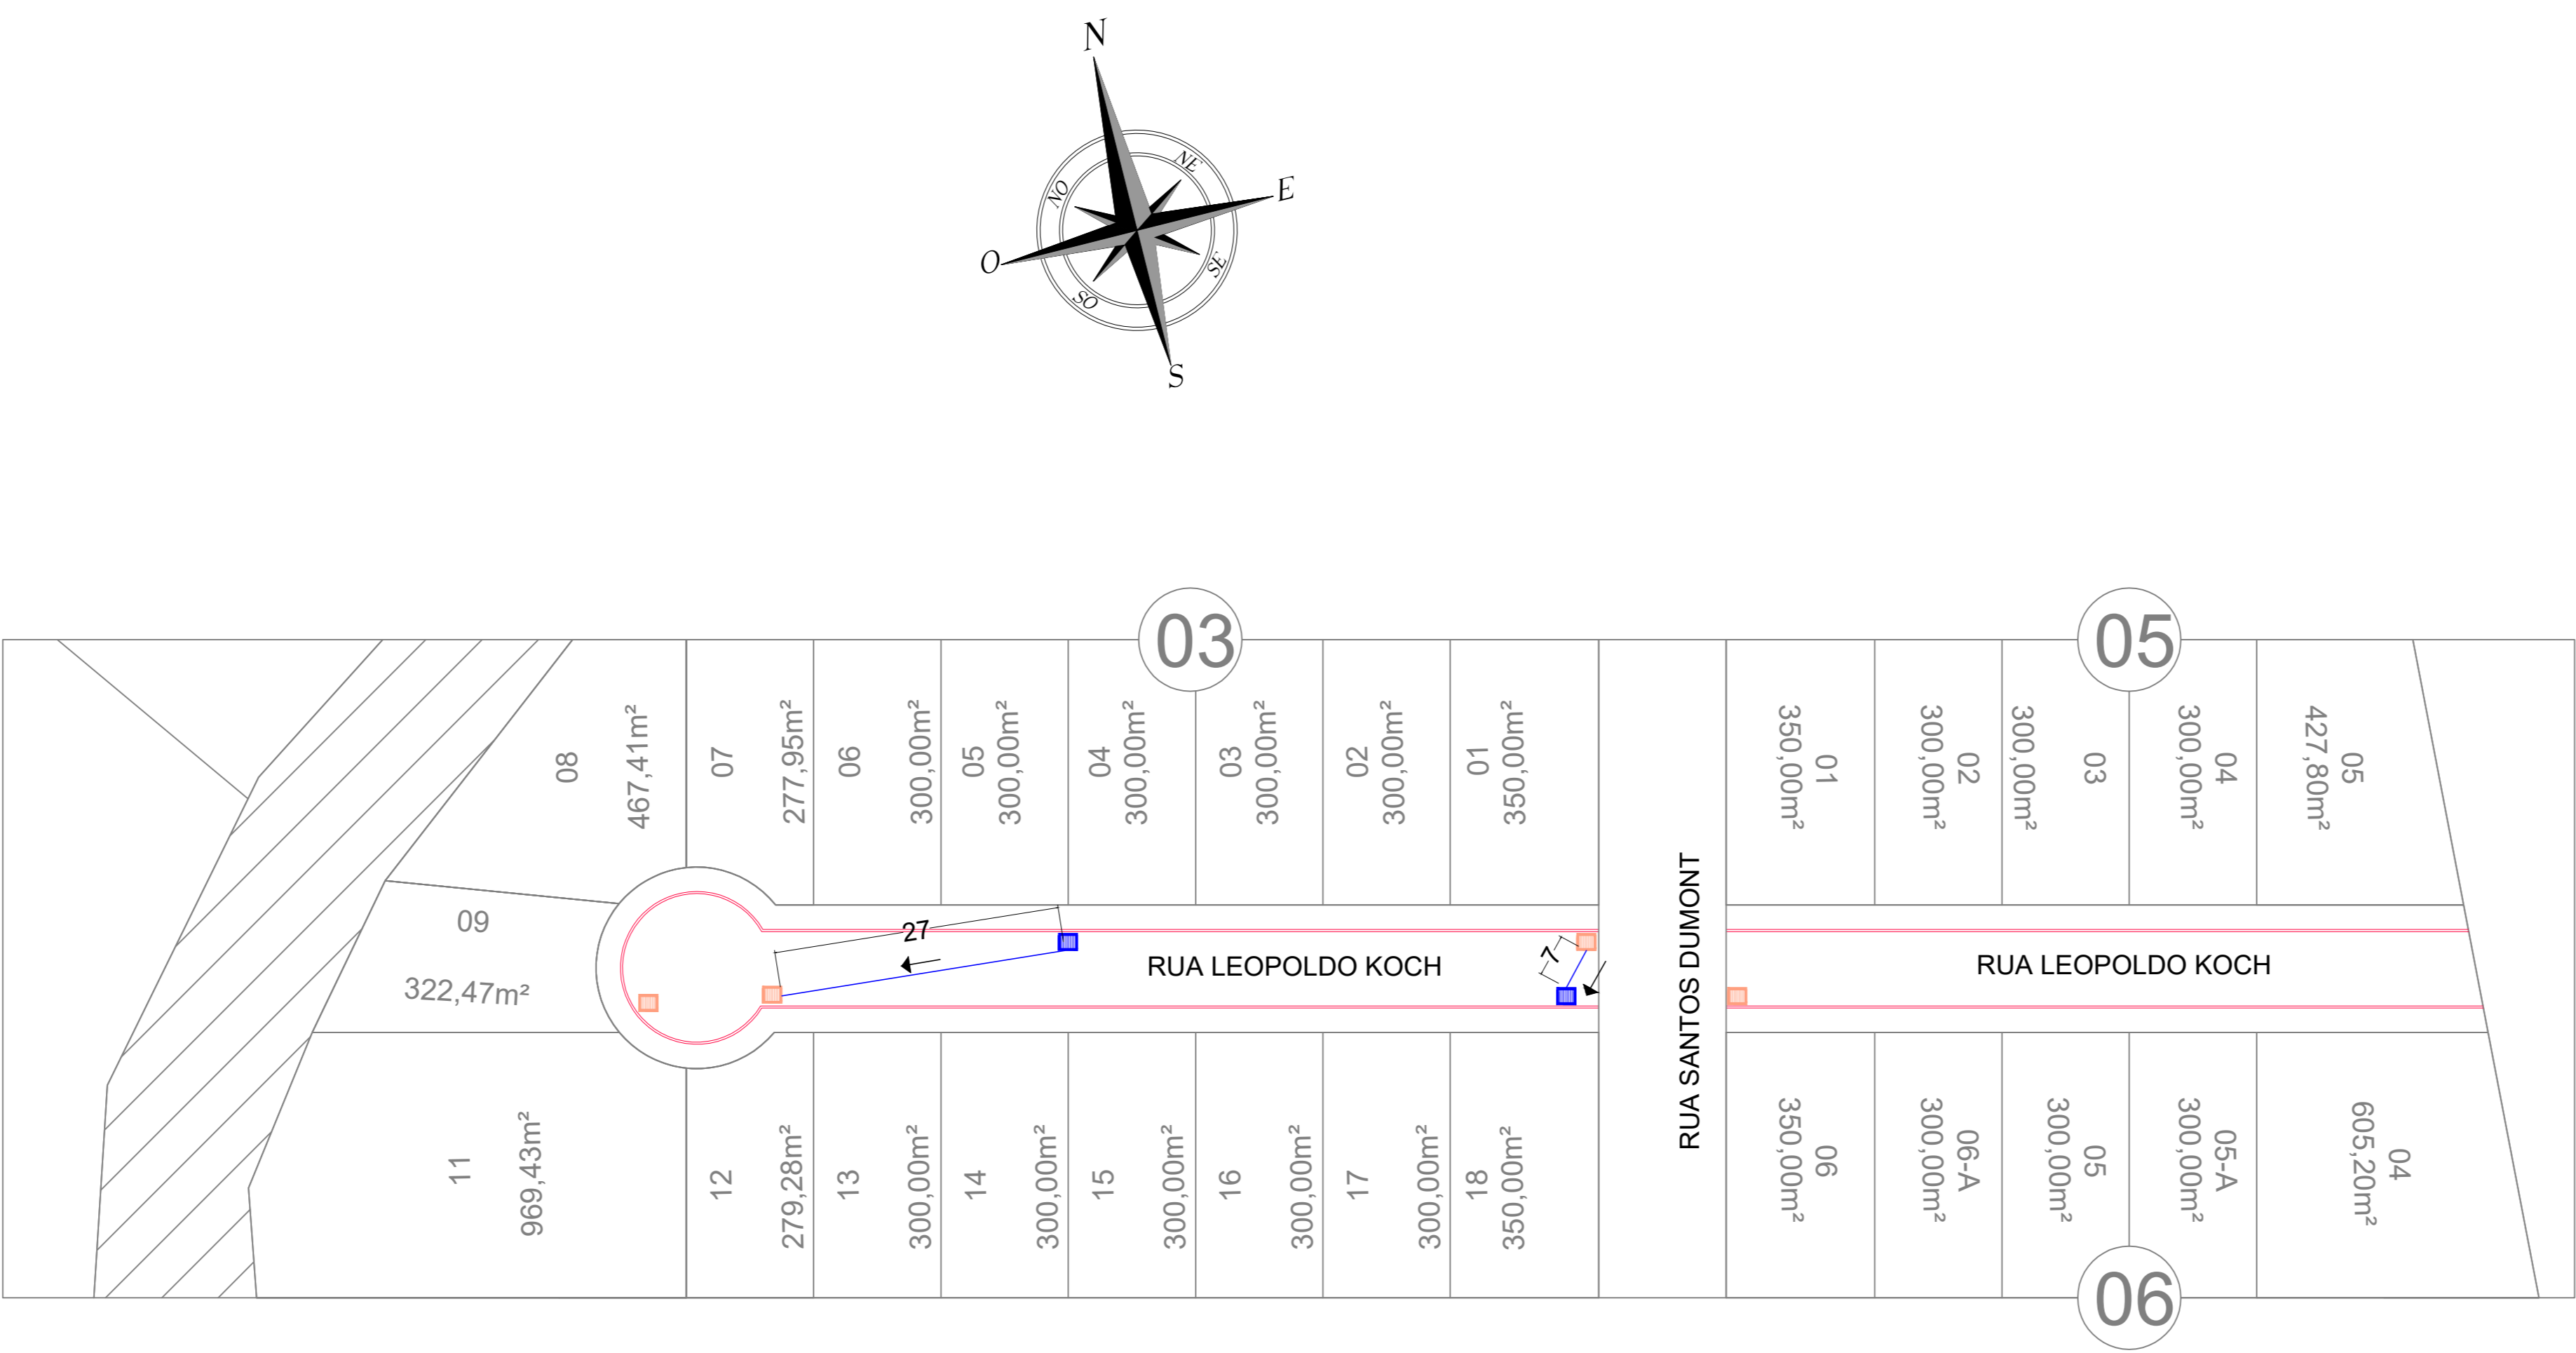 N
NE
E
NO
O
SE
SO
S
03
05
08
467,41m²
07
277,95m²
06
300,00m²
05
300,00m²
04
300,00m²
03
300,00m²
02
300,00m²
01
350,00m²
01
350,00m²
02
300,00m²
03
300,00m²
04
300,00m²
05
427,80m²
09
322,47m²
27
RUA LEOPOLDO KOCH
7
RUA SANTOS DUMONT
RUA LEOPOLDO KOCH
11
969,43m²
12
279,28m²
13
300,00m²
14
300,00m²
15
300,00m²
16
300,00m²
17
300,00m²
18
350,00m²
06
350,00m²
06-A
300,00m²
05
300,00m²
05-A
300,00m²
04
605,20m²
06